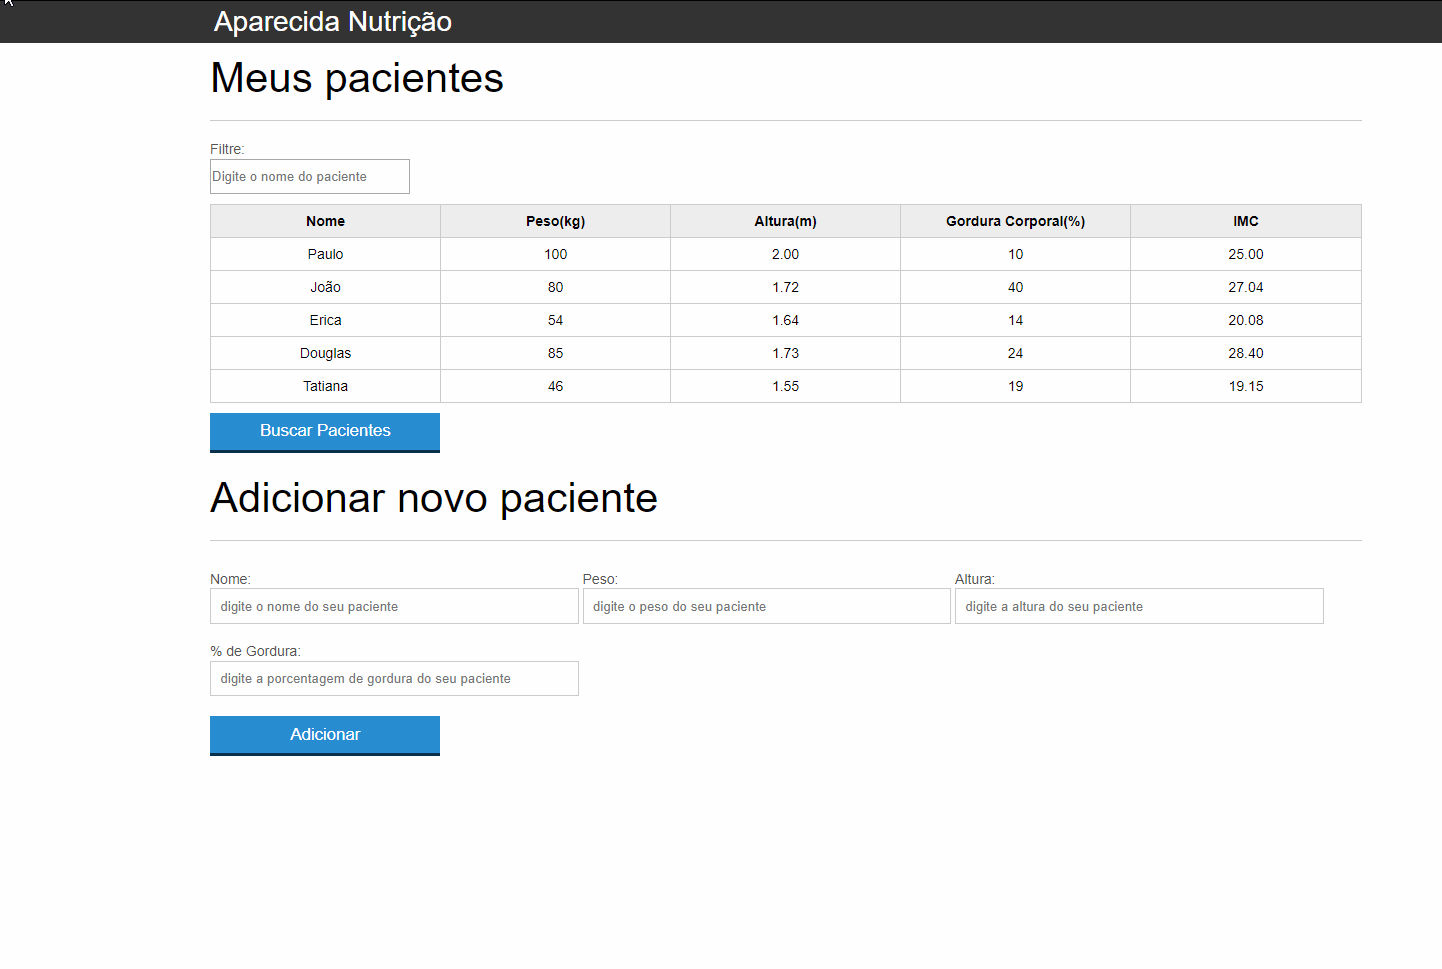 Aparecida Nutrição
Meus pacientes
Filtre:
Digite o nome do paciente
Nome Peso(kg) Altura(m) Gordura Corporal(%) IMC
Paulo 100 2.00 10 25.00
João 80 1.72 40 27.04
Erica 54 1.64 14 20.08
Douglas 85 1.73 24 28.40
Tatiana 46 1.55 19 19.15
Buscar Pacientes
Adicionar novo paciente
Nome: Peso: Altura:
digite o nome do seu paciente digite o peso do seu paciente digite a altura do seu paciente
% de Gordura:
digite a porcentagem de gordura do seu paciente
Adicionar